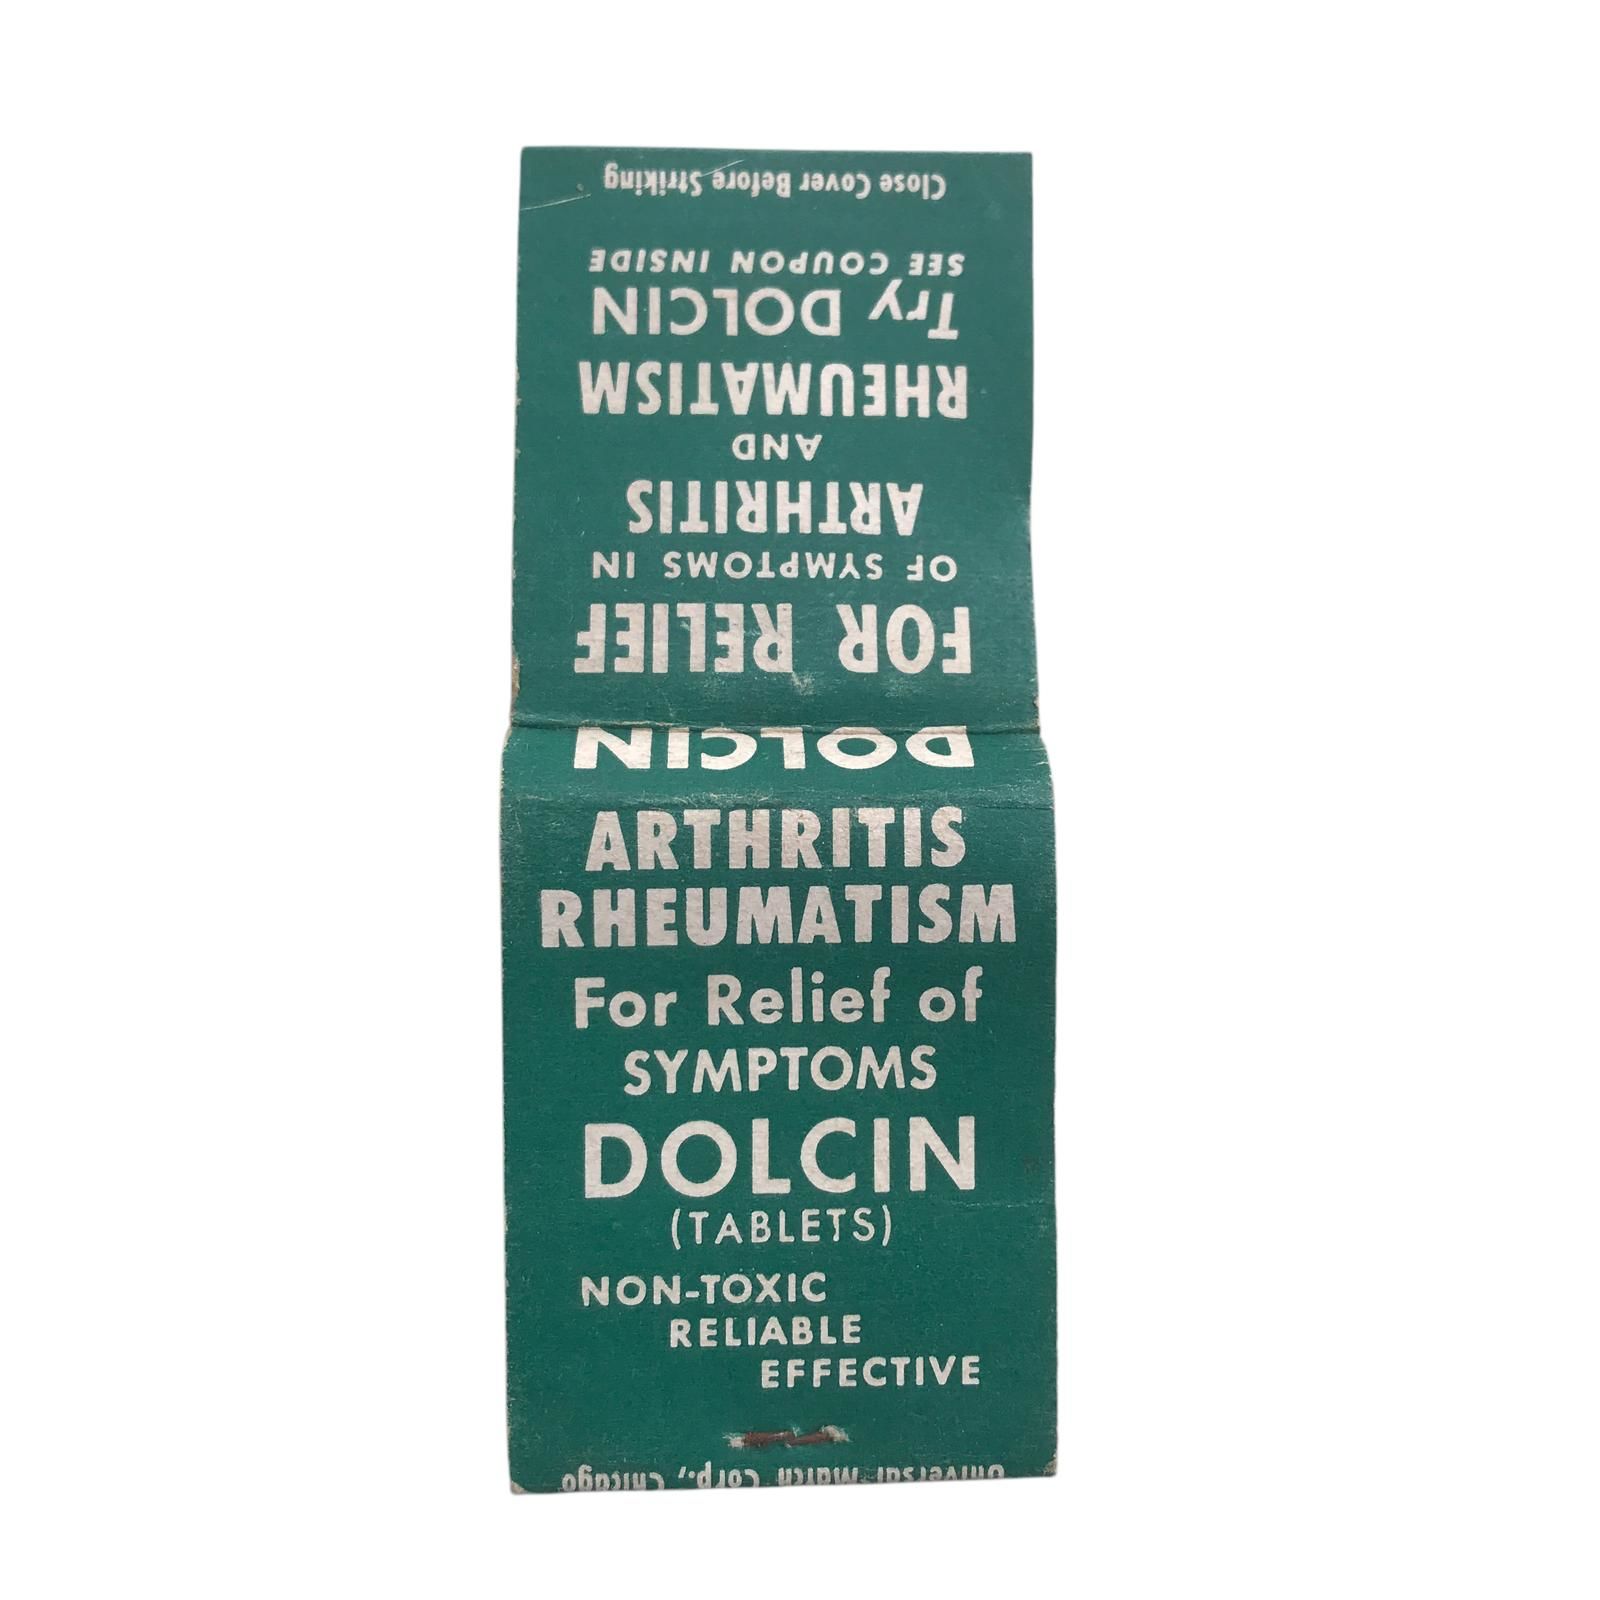 Close Cover Before Striking
SEE COUPON INSIDE
Try DOLCIN
RHEUMATISM
AND
ARTHRITIS
OF SYMPTOMS IN
FOR RELIEF
DOLCIN
ARTHRITIS
RHEUMATISM
For Relief of
SYMPTOMS
DOLCIN
(TABLETS)
NON-TOXIC
RELIABLE
EFFECTIVE
Universal Match Corp., Chicago